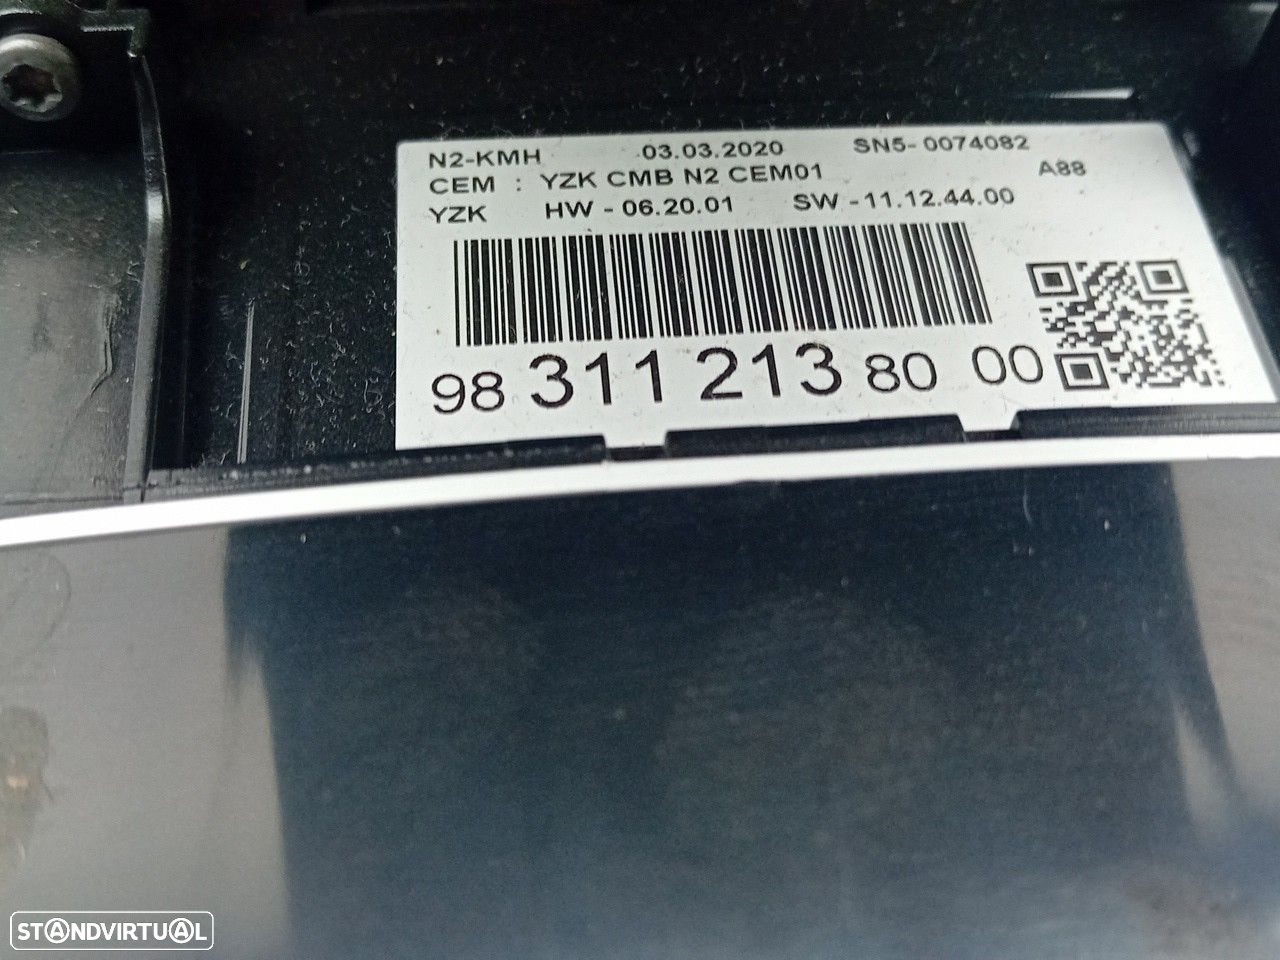 N2-KMH 03.03.2020 SN5- 0074082
CEM : YZK CMB N2 CEM01 A88
YZK HW - 06.20.01 SW -11.12.44.00
98 311 213 80 00
STANDVIRTUAL